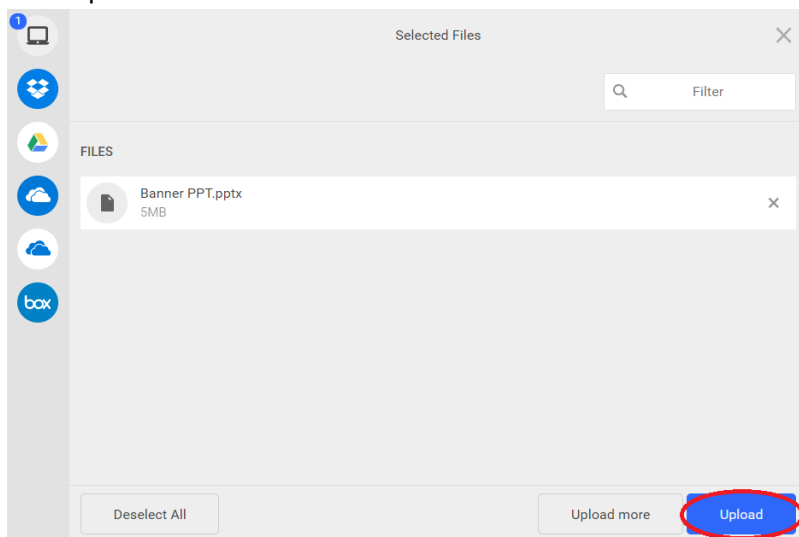 1
Selected Files
Filter
FILES
Banner PPT.pptx
5MB
box
Deselect All
Upload more
Upload